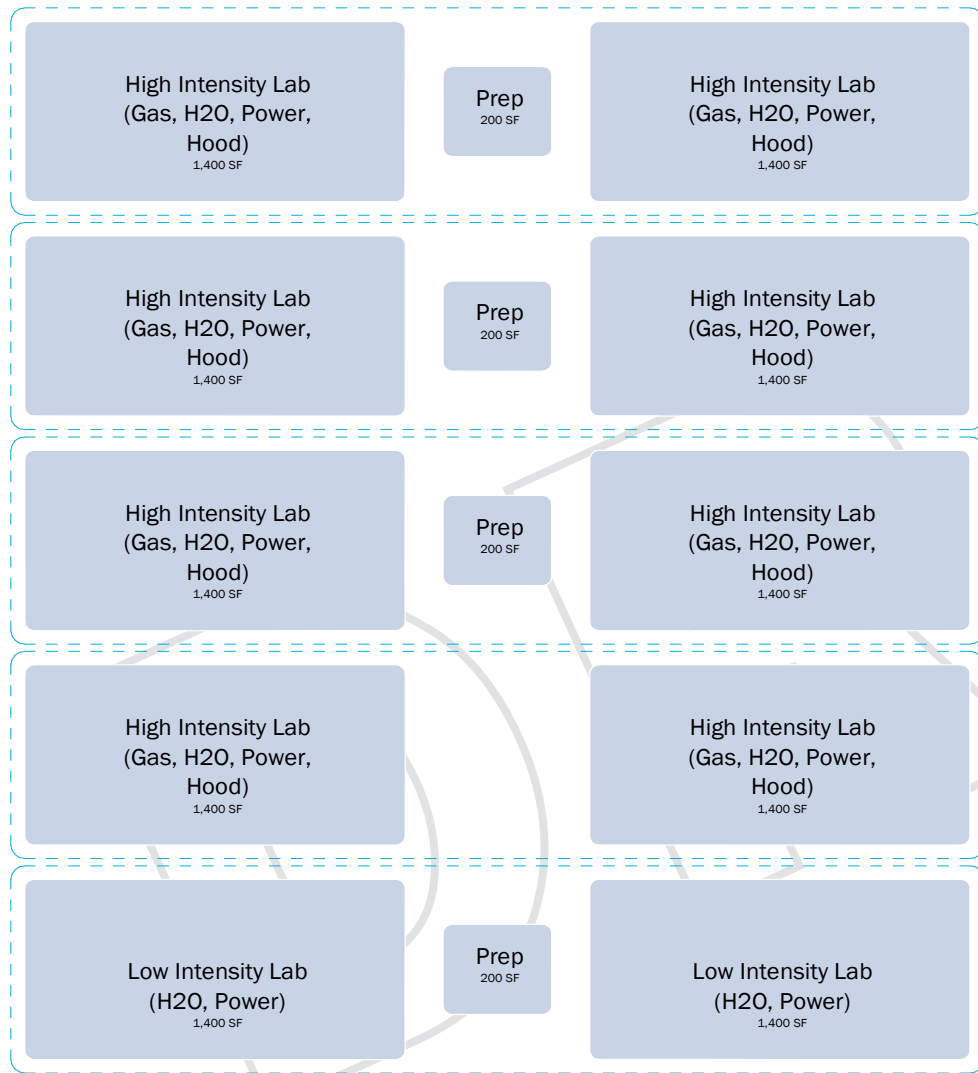 High Intensity Lab
(Gas, H2O, Power,
Hood)
1,400 SF
Prep
200 SF
High Intensity Lab
(Gas, H2O, Power,
Hood)
1,400 SF
High Intensity Lab
(Gas, H2O, Power,
Hood)
1,400 SF
Prep
200 SF
High Intensity Lab
(Gas, H2O, Power,
Hood)
1,400 SF
High Intensity Lab
(Gas, H2O, Power,
Hood)
1,400 SF
Prep
200 SF
High Intensity Lab
(Gas, H2O, Power,
Hood)
1,400 SF
High Intensity Lab
(Gas, H2O, Power,
Hood)
1,400 SF
High Intensity Lab
(Gas, H2O, Power,
Hood)
1,400 SF
Low Intensity Lab
(H2O, Power)
1,400 SF
Prep
200 SF
Low Intensity Lab
(H2O, Power)
1,400 SF